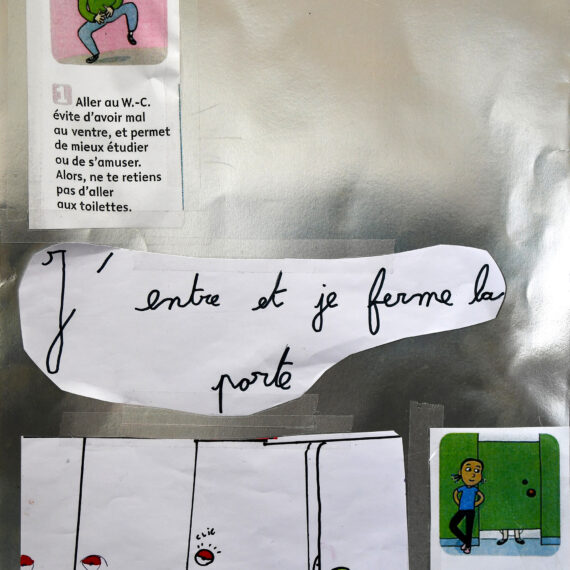 1 Aller au W.-C.
évite d'avoir mal
au ventre, et permet
de mieux étudier
ou de s'amuser.
Alors, ne te retiens
pas d'aller
aux toilettes.
J' entre et je ferme la
porte
CLIC